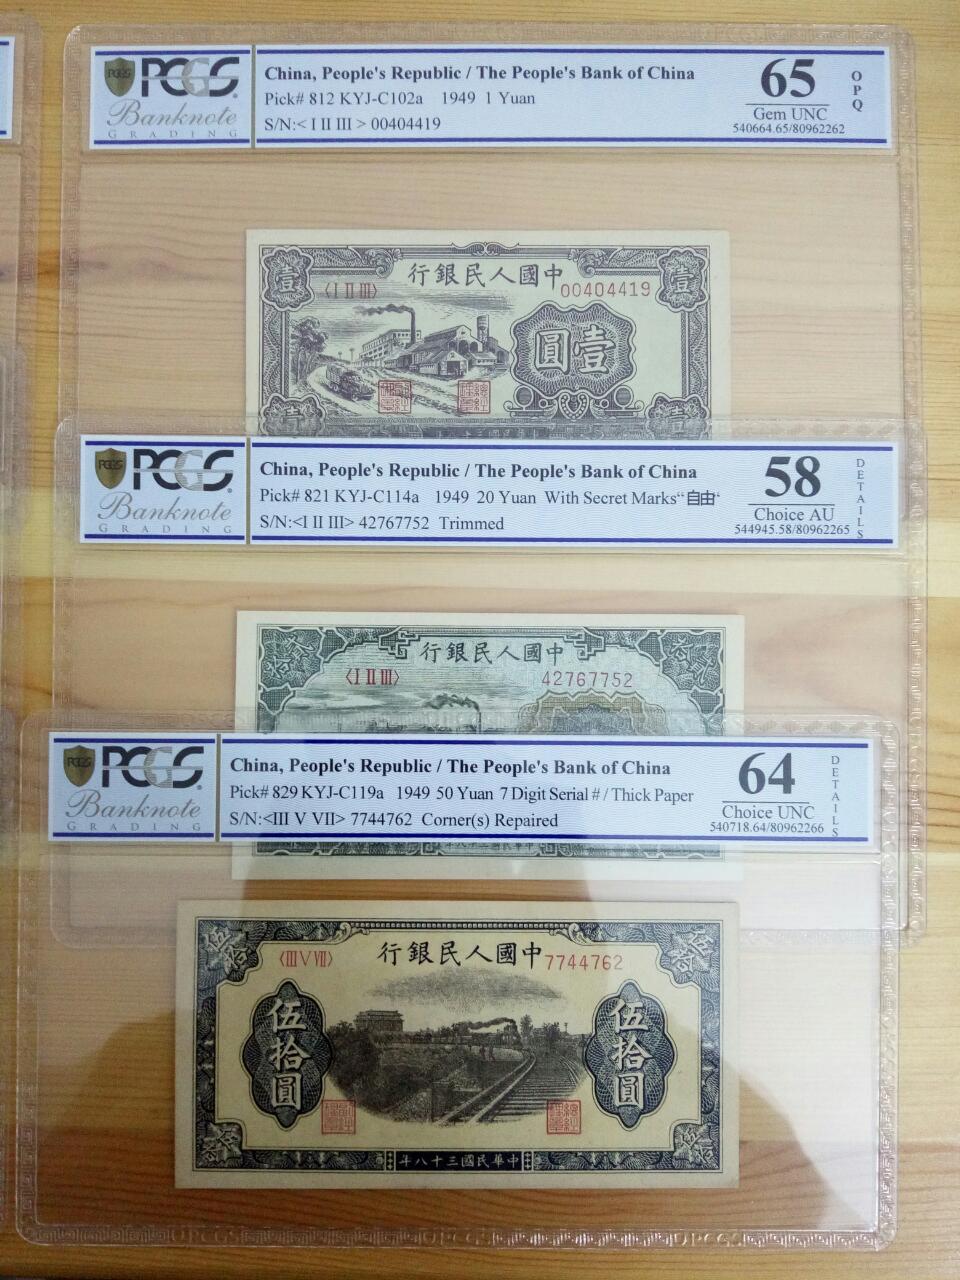 PCGS
Banknote
GRADING
China, People's Republic / The People's Bank of China
Pick# 812 KYJ-C102a 1949 1 Yuan
S/N:< I II III > 00404419
65
Gem UNC
540664.65/80962262
OPQ
行銀民人國中
〈I II III〉
00404419
壹
壹
圓壹
壹
壹
PCGS
Banknote
GRADING
China, People's Republic / The People's Bank of China
Pick# 821 KYJ-C114a 1949 20 Yuan With Secret Marks“自由‘
S/N:<I II III> 42767752 Trimmed
58
Choice AU
544945.58/80962265
DETAILS
行銀民人國中
〈I II III〉
42767752
PCGS
Banknote
GRADING
China, People's Republic / The People's Bank of China
Pick# 829 KYJ-C119a 1949 50 Yuan 7 Digit Serial # / Thick Paper
S/N:<III V VII> 7744762 Corner(s) Repaired
64
Choice UNC
540718.64/80962266
DETAILS
行銀民人國中
〈III V VII〉
7744762
伍拾圓
伍拾圓
年八十三國民華中